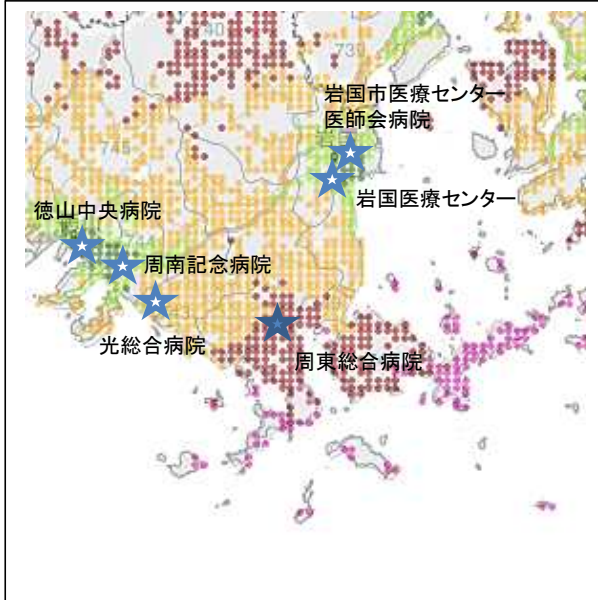 岩国市医療センター
医師会病院
岩国医療センター
徳山中央病院
周南記念病院
光総合病院
周東総合病院